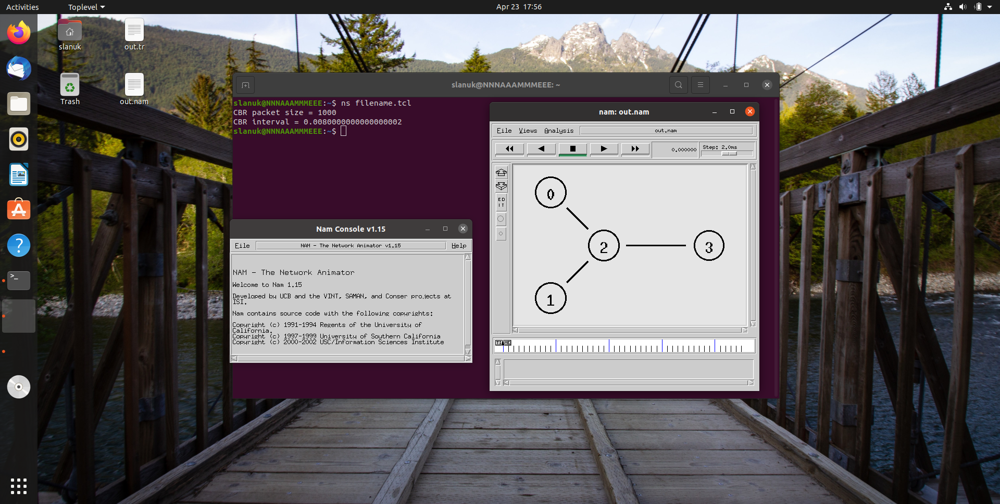 Activities
Toplevel
Apr 23 17:56
slanuk
out.tr
Trash
out.nam
slanuk@NNNAAAMMMEEE: ~
slanuk@NNNAAAMMMEEE:~$ ns filename.tcl
CBR packet size = 1000
CBR interval = 0.0080000000000000002
slanuk@NNNAAAMMMEEE:~$
Nam Console v1.15
File
NAM - The Network Animator v1.15
Help
NAM - The Network Animator
Welcome to Nam 1.15
Developed by UCB and the VINT, SAMAN, and Conser projects at
ISI.
Nam contains source code with the following copyrights:
Copyright (c) 1991-1994 Regents of the University of
California.
Copyright (c) 1997-1999 University of Southern California
Copyright (c) 2000-2002 USC/Information Sciences Institute
nam: out.nam
File Views Analysis
out.nam
0.000000
Step: 2.0ms
ED
IT
0
2
3
1
TIME